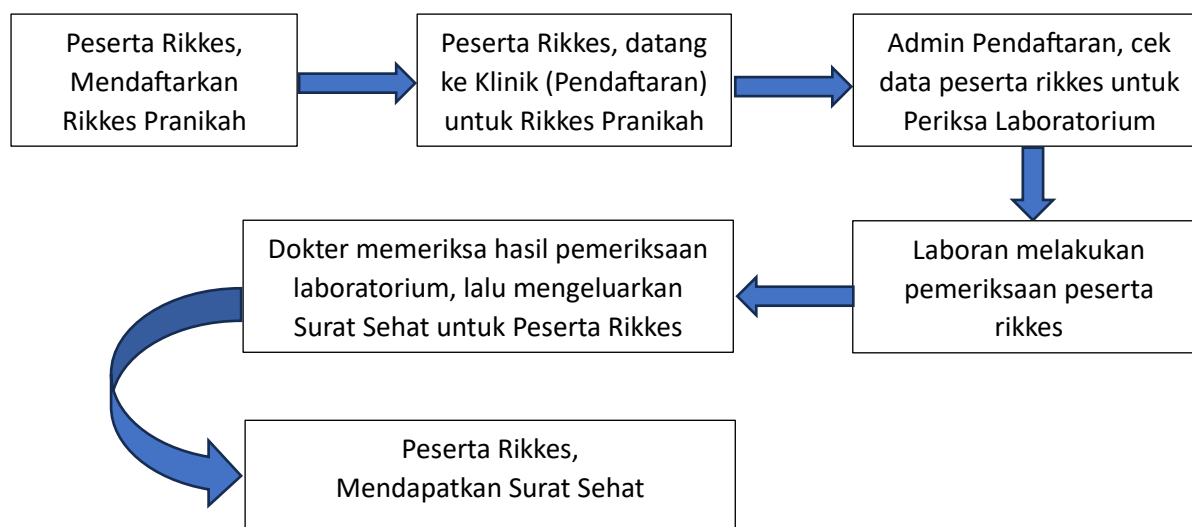 Peserta Rikkes,
Mendaftarkan
Rikkes Pranikah
Peserta Rikkes, datang
ke Klinik (Pendaftaran)
untuk Rikkes Pranikah
Admin Pendaftaran, cek
data peserta rikkes untuk
Periksa Laboratorium
Laboran melakukan
pemeriksaan peserta
rikkes
Dokter memeriksa hasil pemeriksaan
laboratorium, lalu mengeluarkan
Surat Sehat untuk Peserta Rikkes
Peserta Rikkes,
Mendapatkan Surat Sehat